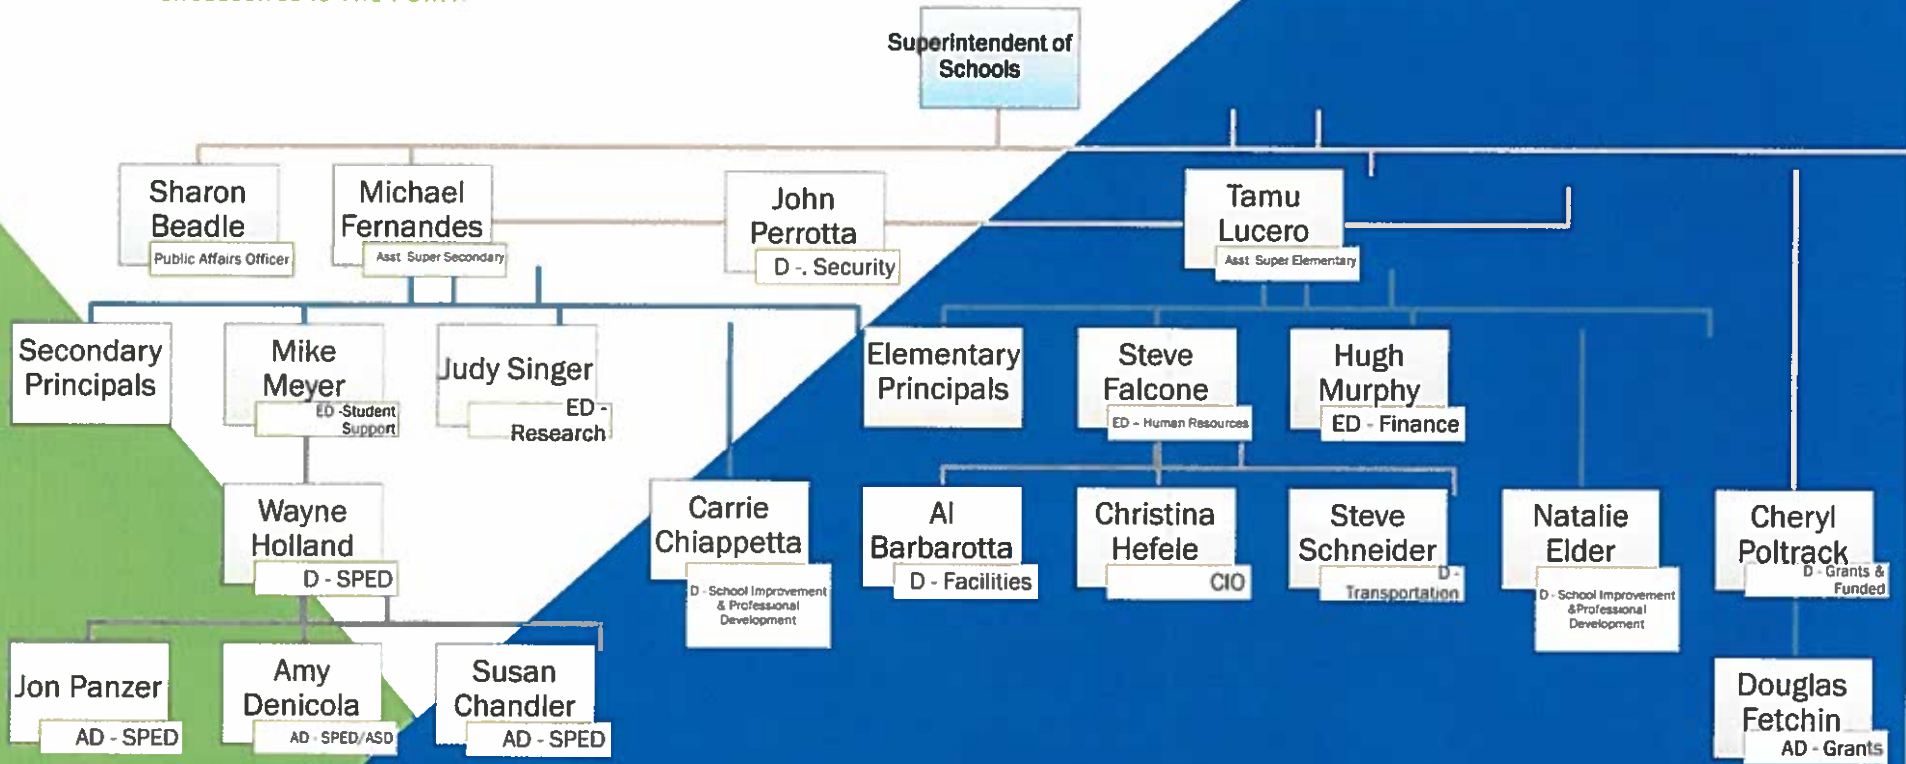 Superintendent of
Schools
Sharon
Beadle
Public Affairs Officer
Michael
Fernandes
Asst Super Secondary
John
Perrotta
D -. Security
Tamu
Lucero
Asst Super Elementary
Secondary
Principals
Mike
Meyer
ED -Student
Support
Judy Singer
ED -
Research
Elementary
Principals
Steve
Falcone
ED - Human Resources
Hugh
Murphy
ED - Finance
Wayne
Holland
D - SPED
Carrie
Chiappetta
D - School Improvement
& Professional
Development
Al
Barbarotta
D - Facilities
Christina
Hefele
CIO
Steve
Schneider
D -
Transportation
Natalie
Elder
D - School Improvement
&Professional
Development
Cheryl
Poltrack
D - Grants &
Funded
Jon Panzer
AD - SPED
Amy
Denicola
AD - SPED/ASD
Susan
Chandler
AD - SPED
Douglas
Fetchin
AD - Grants